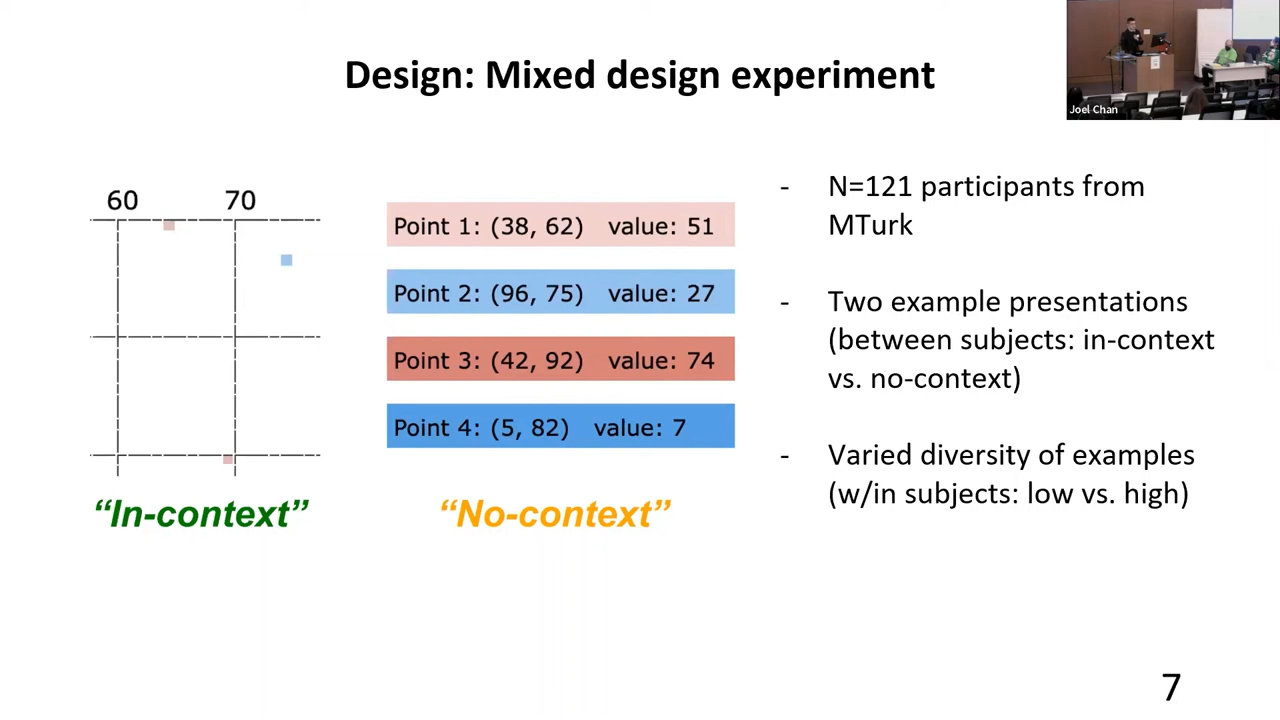 Design: Mixed design experiment
Joel Chan
60 70
Point 1: (38, 62) value: 51
Point 2: (96, 75) value: 27
Point 3: (42, 92) value: 74
Point 4: (5, 82) value: 7
“In-context”
“No-context”
- N=121 participants from
MTurk
- Two example presentations
(between subjects: in-context
vs. no-context)
- Varied diversity of examples
(w/in subjects: low vs. high)
7